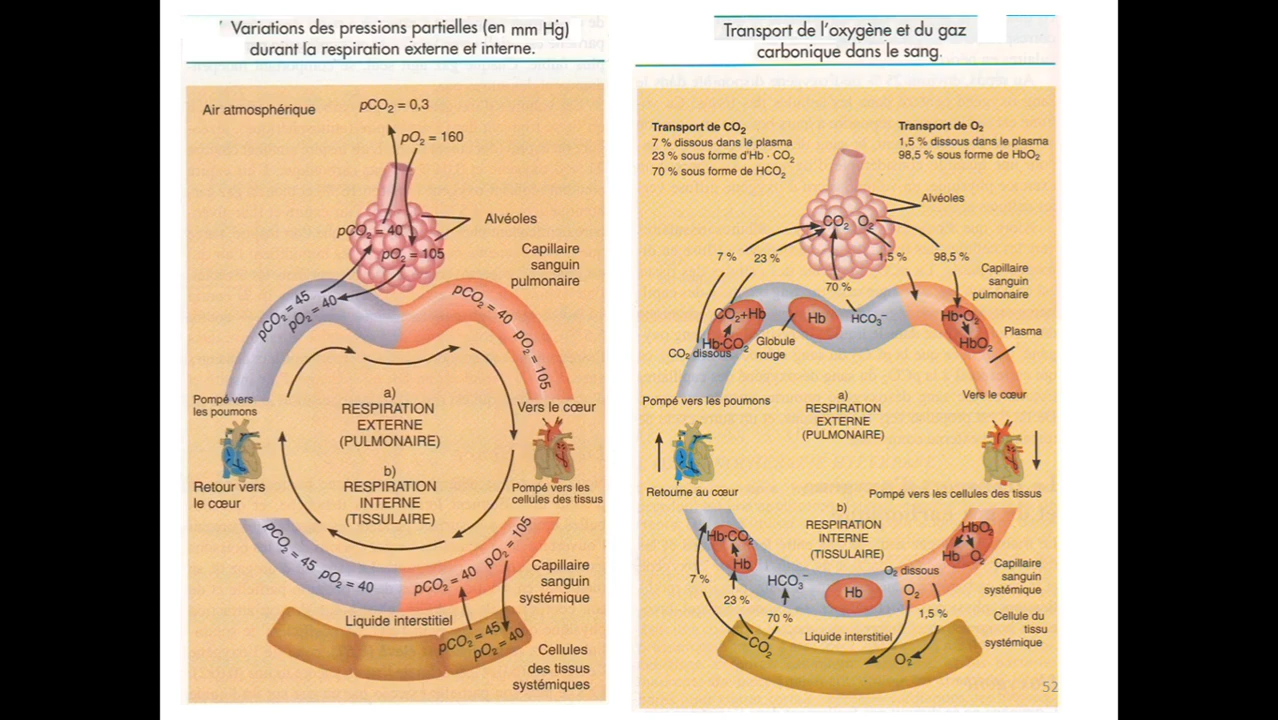 Variations des pressions partielles (en mm Hg)
durant la respiration externe et interne.
Air atmosphérique
pCO₂ = 0,3
pO₂ = 160
pCO₂ = 40
pO₂ = 105
Alvéoles
Capillaire
sanguin
pulmonaire
pCO₂ = 45
pO₂ = 40
pCO₂ = 40
pO₂ = 105
Pompé vers
les poumons
a)
RESPIRATION
EXTERNE
(PULMONAIRE)
Vers le cœur
b)
RESPIRATION
INTERNE
(TISSULAIRE)
Retour vers
le cœur
Pompé vers les
cellules des tissus
pCO₂ = 45
pO₂ = 40
pCO₂ = 40
pO₂ = 105
Capillaire
sanguin
systémique
Liquide interstitiel
pCO₂ = 45
pO₂ = 40
Cellules
des tissus
systémiques
Transport de l'oxygène et du gaz
carbonique dans le sang.
Transport de CO₂
7 % dissous dans le plasma
23 % sous forme d'Hb · CO₂
70 % sous forme de HCO₂
Transport de O₂
1,5 % dissous dans le plasma
98,5 % sous forme de HbO₂
Alvéoles
CO₂ O₂
7 %
23 %
1,5 %
98,5 %
70 %
Capillaire
sanguin
pulmonaire
CO₂+Hb
Hb·CO₂
CO₂ dissous
Globule
rouge
Hb
HCO₃⁻
Hb•O₂
HbO₂
Plasma
Pompé vers les poumons
a)
RESPIRATION
EXTERNE
(PULMONAIRE)
Vers le cœur
Retourne au cœur
Pompé vers les cellules des tissus
b)
RESPIRATION
INTERNE
(TISSULAIRE)
Hb·CO₂
Hb
7 %
23 %
HCO₃⁻
70 %
CO₂
Hb
HbO₂
Hb O₂
O₂ dissous
O₂
1,5 %
O₂
Capillaire
sanguin
systémique
Liquide interstitiel
Cellule du
tissu
systémique
52